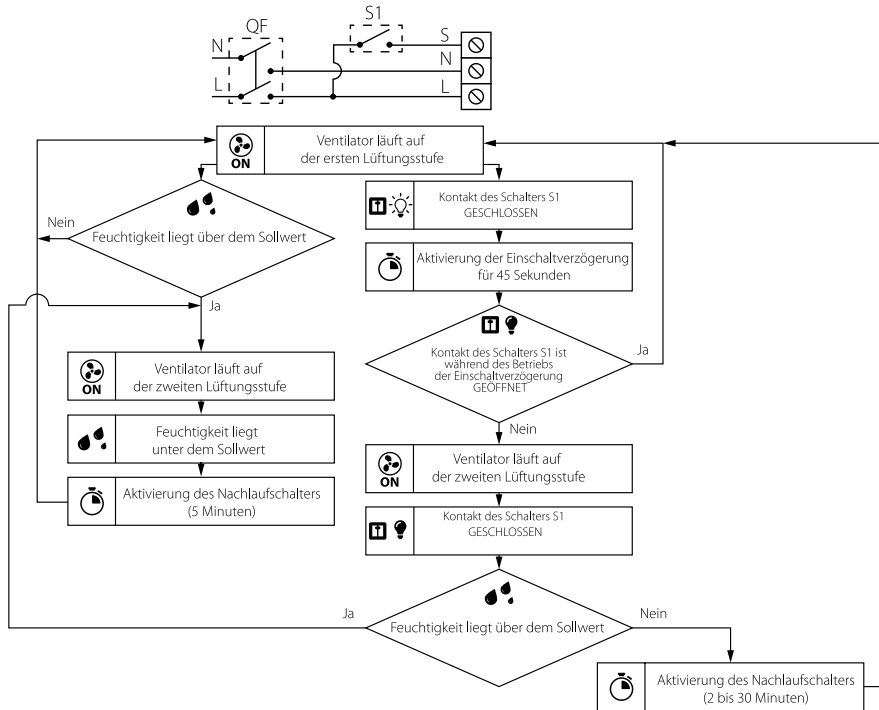 S1
QF
S
N
N
L
L
ON
Ventilator läuft auf
der ersten Lüftungsstufe
Nein
Feuchtigkeit liegt über dem Sollwert
Ja
ON
Ventilator läuft auf
der zweiten Lüftungsstufe
Feuchtigkeit liegt
unter dem Sollwert
Aktivierung des Nachlaufschalters
(5 Minuten)
Kontakt des Schalters S1
GESCHLOSSEN
Aktivierung der Einschaltverzögerung
für 45 Sekunden
Kontakt des Schalters S1 ist
während des Betriebs
der Einschaltverzögerung
GEÖFFNET
Ja
Nein
ON
Ventilator läuft auf
der zweiten Lüftungsstufe
Kontakt des Schalters S1
GESCHLOSSEN
Ja
Feuchtigkeit liegt über dem Sollwert
Nein
Aktivierung des Nachlaufschalters
(2 bis 30 Minuten)